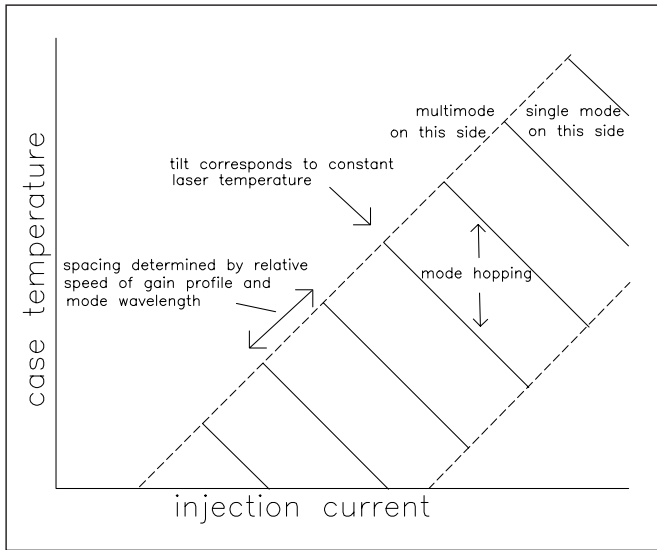 multimode
on this side
single mode
on this side
tilt corresponds to constant
laser temperature
spacing determined by relative
speed of gain profile and
mode wavelength
mode hopping
case temperature
injection current